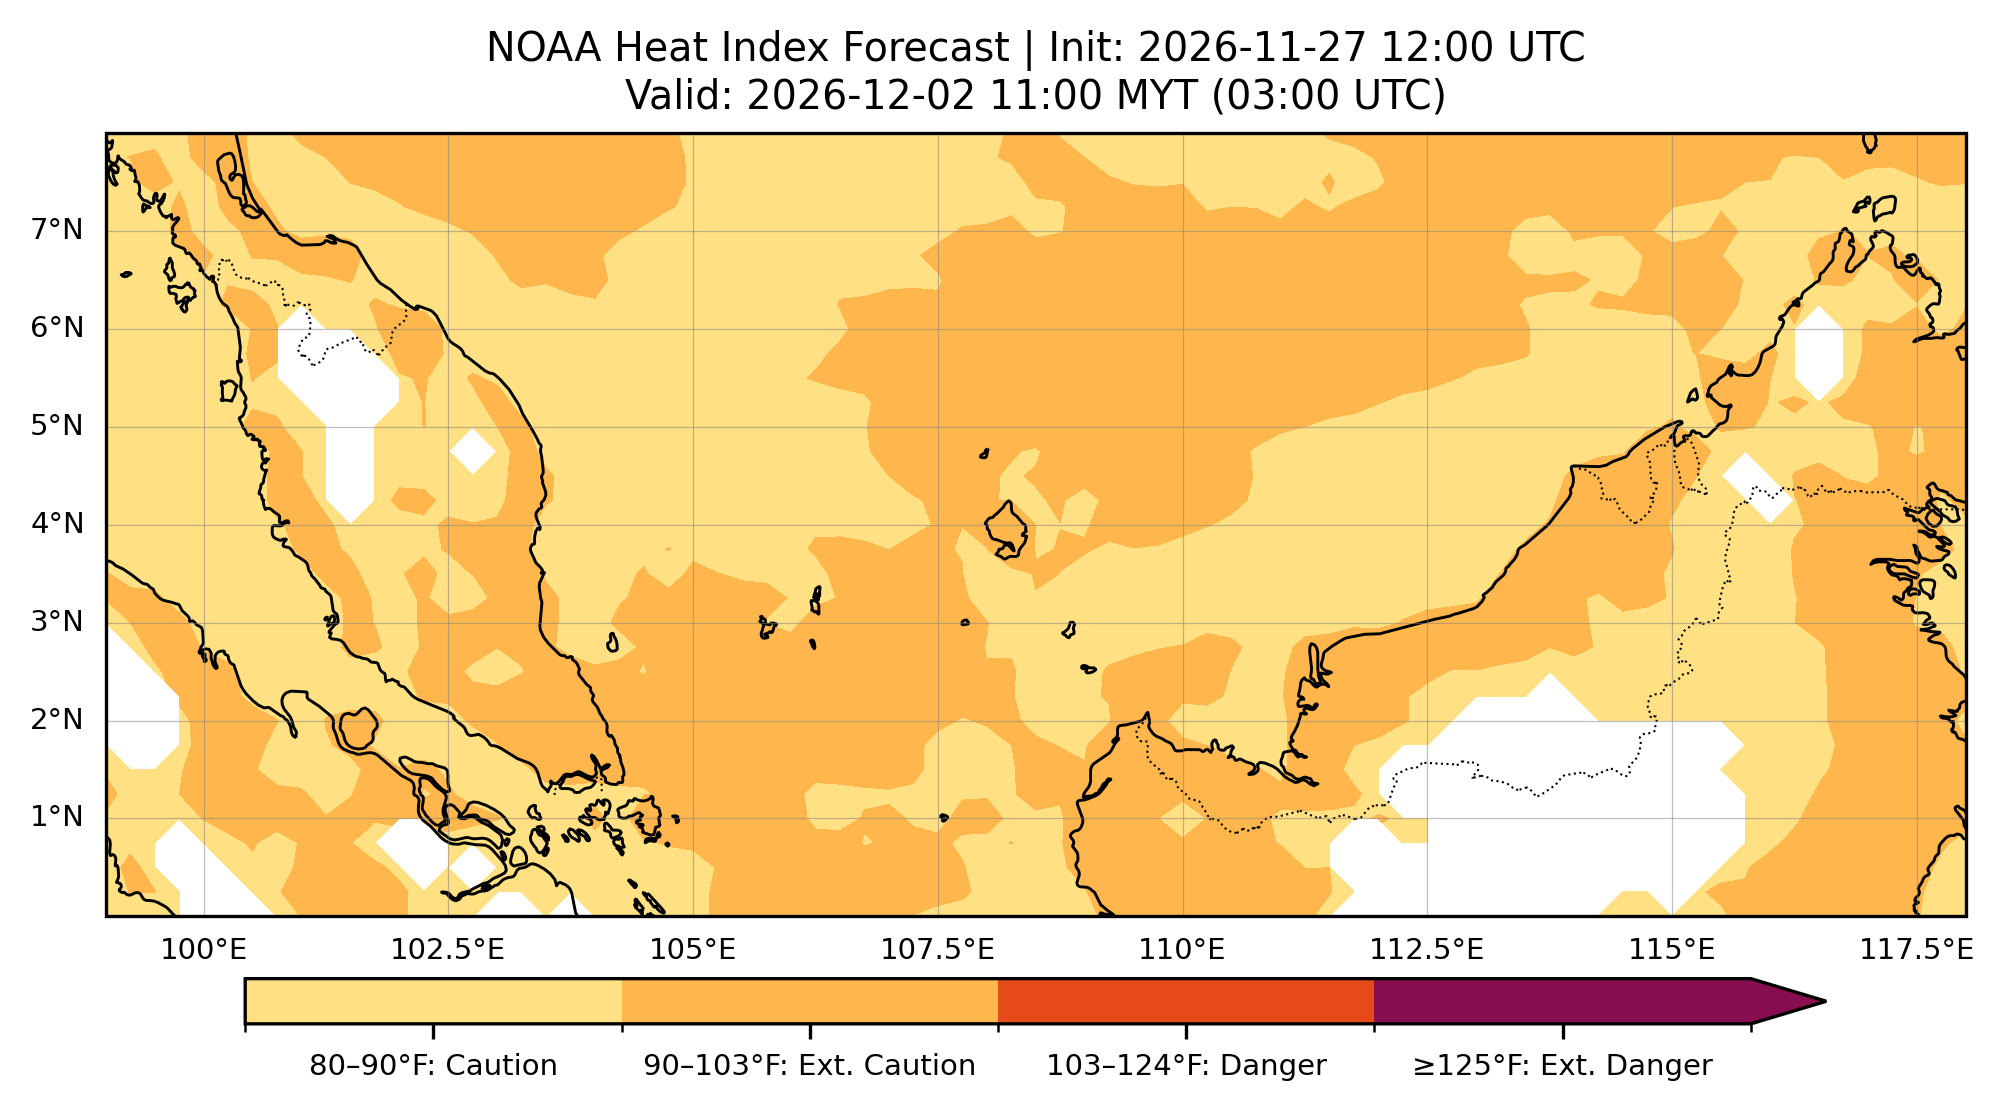 NOAA Heat Index Forecast | Init: 2026-11-27 12:00 UTC
Valid: 2026-12-02 11:00 MYT (03:00 UTC)
7°N
6°N
5°N
4°N
3°N
2°N
1°N
100°E 102.5°E 105°E 107.5°E 110°E 112.5°E 115°E 117.5°E
80–90°F: Caution 90–103°F: Ext. Caution 103–124°F: Danger ≥125°F: Ext. Danger